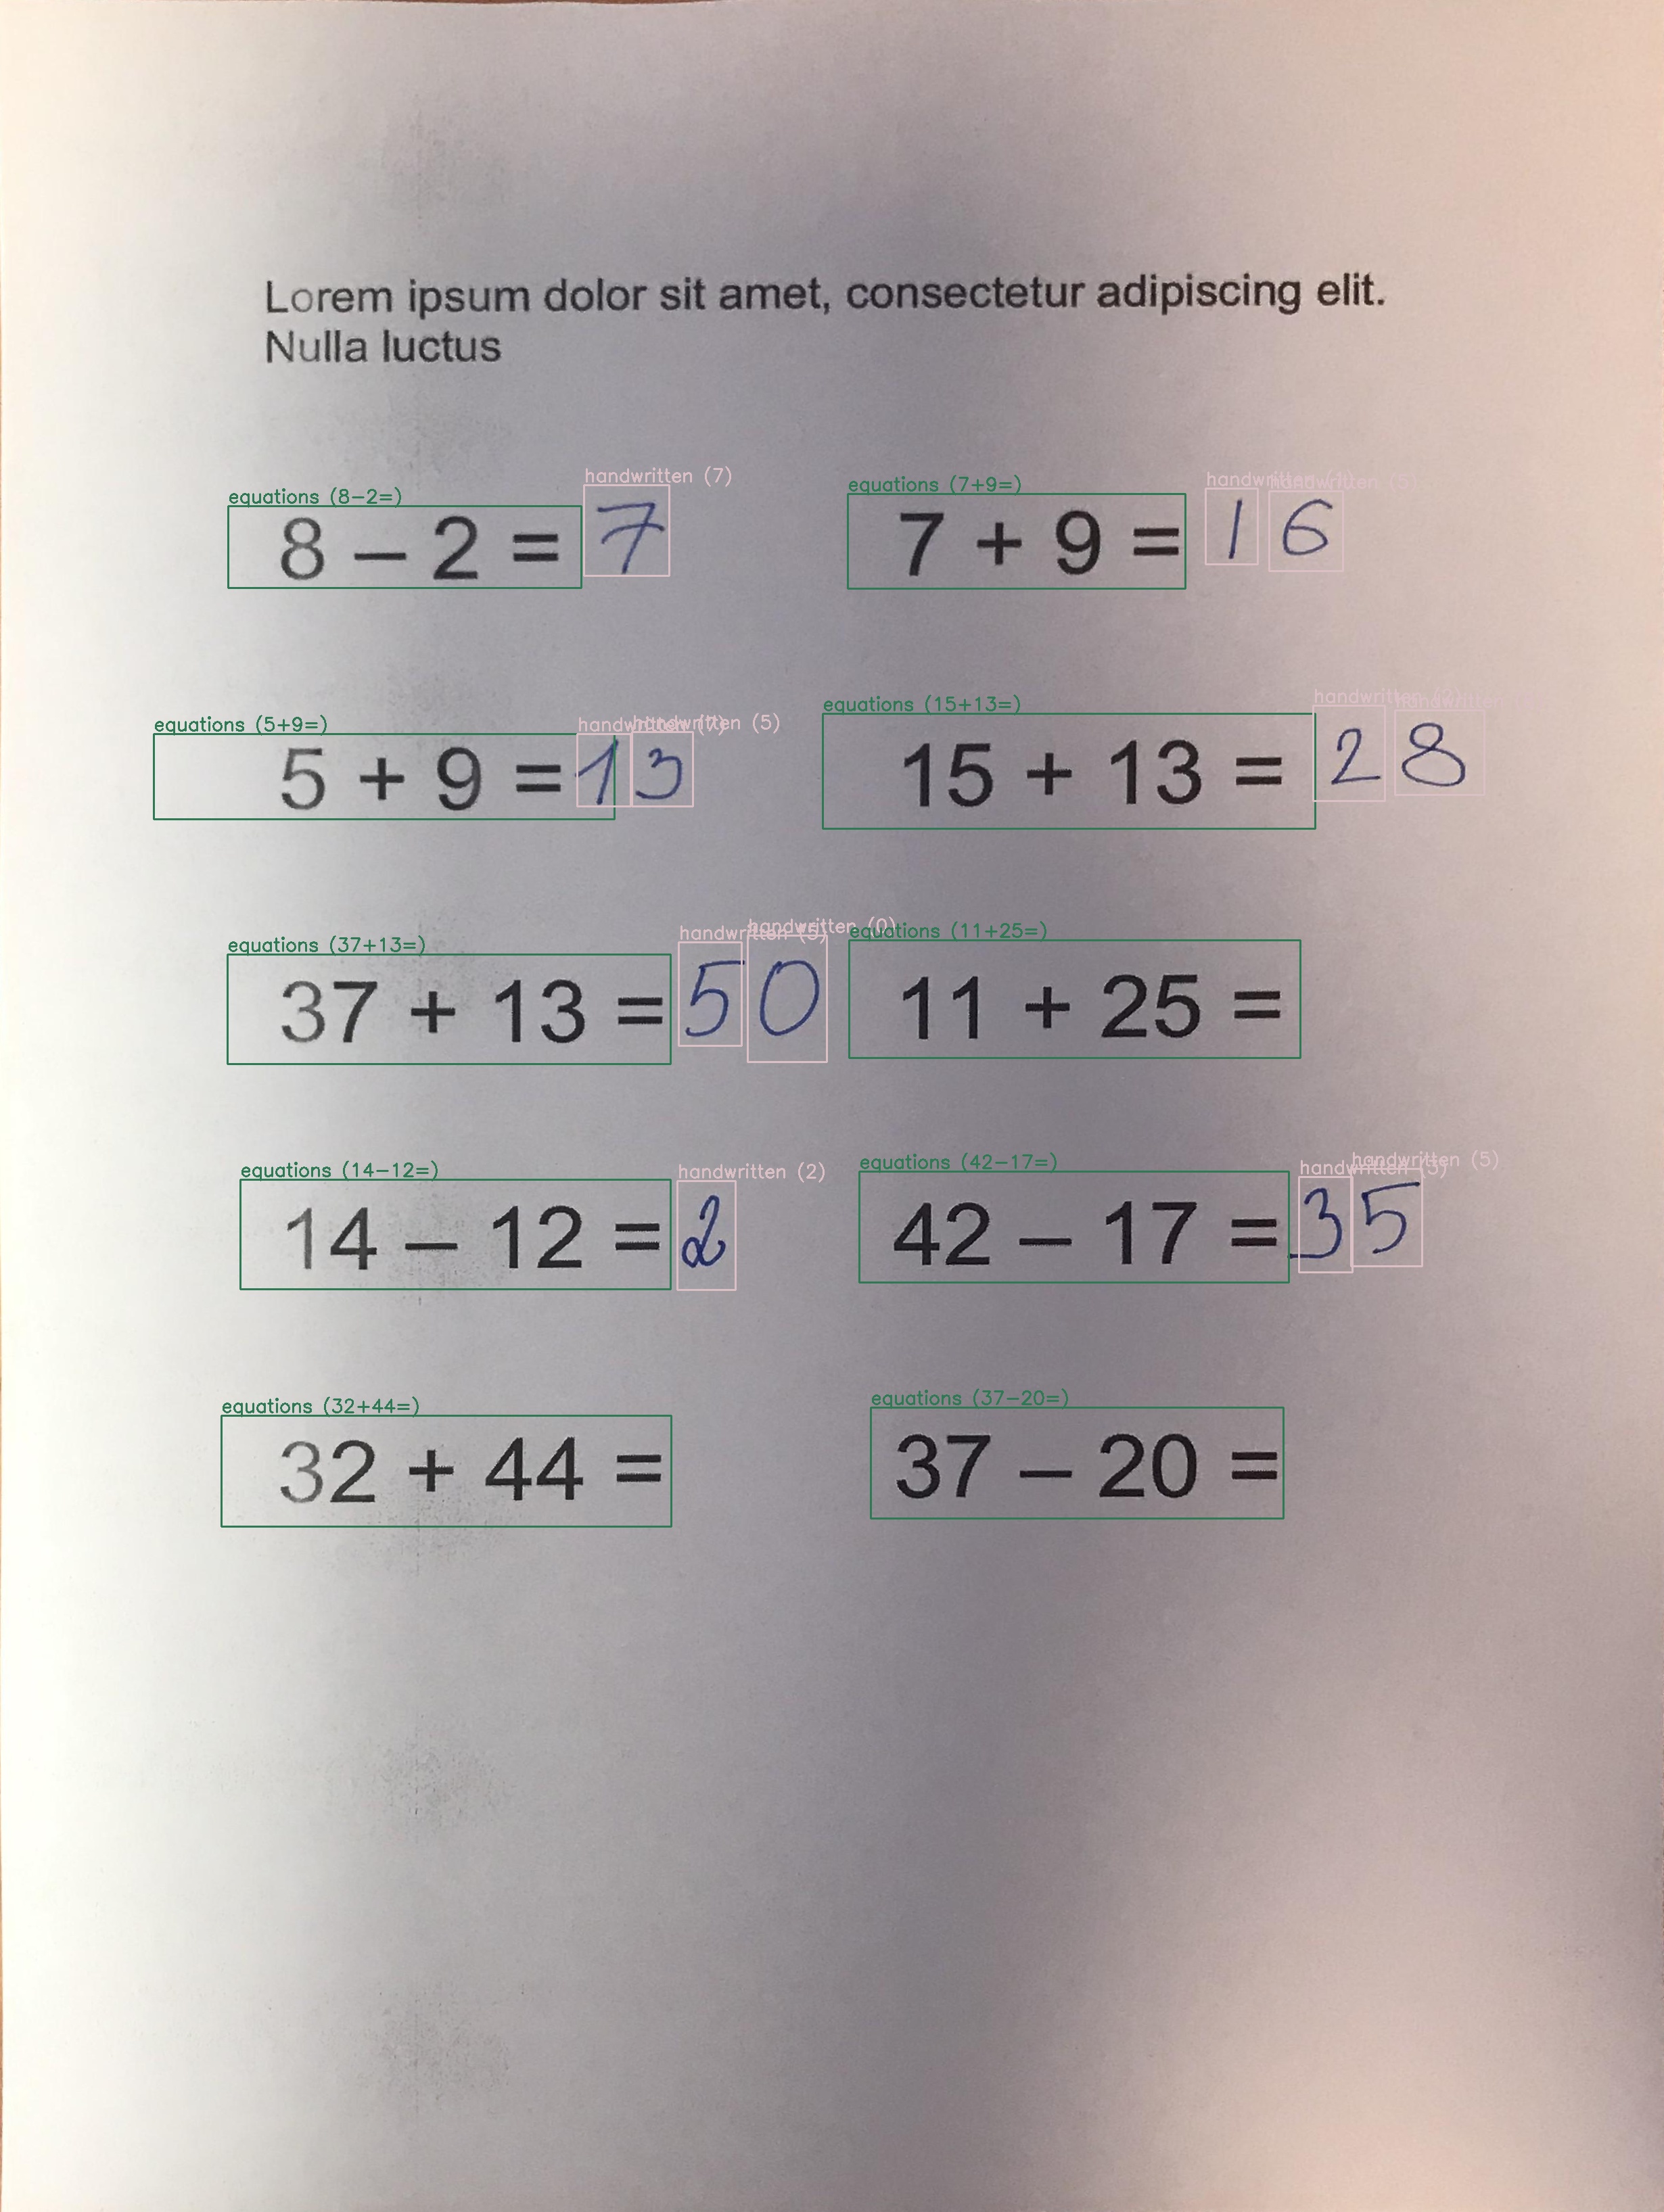 Lorem ipsum dolor sit amet, consectetur adipiscing elit.
Nulla luctus
handwritten (7) handwritten (1) handwritten
equations (8-2=) equations (7+9=)
8 – 2 = 7 7 + 9 = 16
handwritten (2) handwritten
equations (5+9=) handwritten (7) handwritten (5) equations (15+13=)
5 + 9 = 13 15 + 13 = 28
handwritten (5) handwritten (0)
equations (37+13=) equations (11+25=)
37 + 13 = 50 11 + 25 =
handwritten (3) handwritten (5)
equations (14-12=) handwritten (2) equations (42-17=)
14 – 12 = 2 42 – 17 = 35
equations (32+44=) equations (37-20=)
32 + 44 = 37 – 20 =